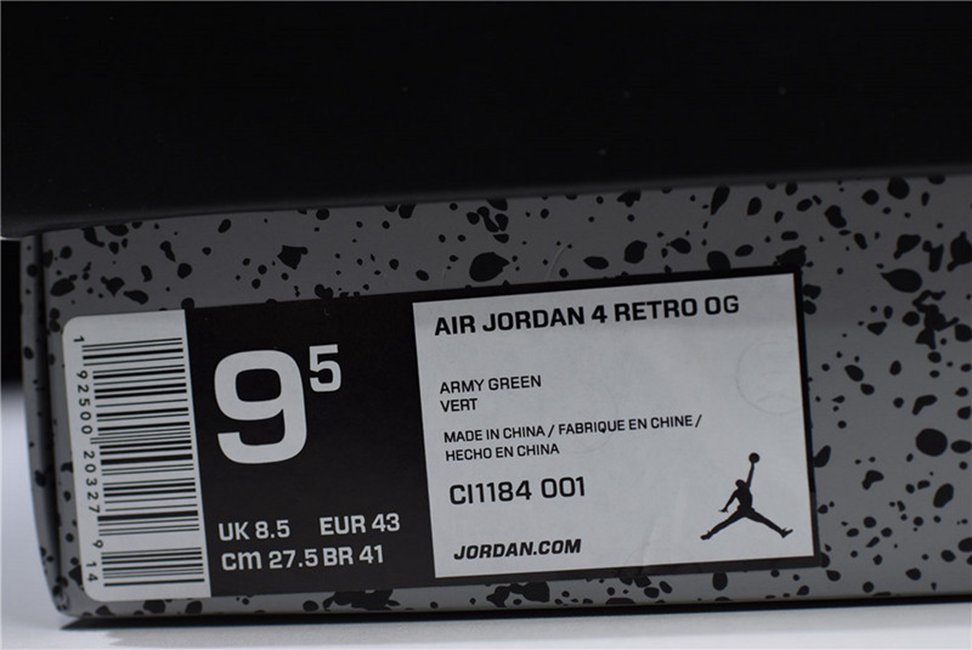 AIR JORDAN 4 RETRO OG
ARMY GREEN
VERT
MADE IN CHINA / FABRIQUE EN CHINE /
HECHO EN CHINA
CI1184 001
JORDAN.COM
9⁵
UK 8.5 EUR 43
cm 27.5 BR 41
1 92500 20327 9 14